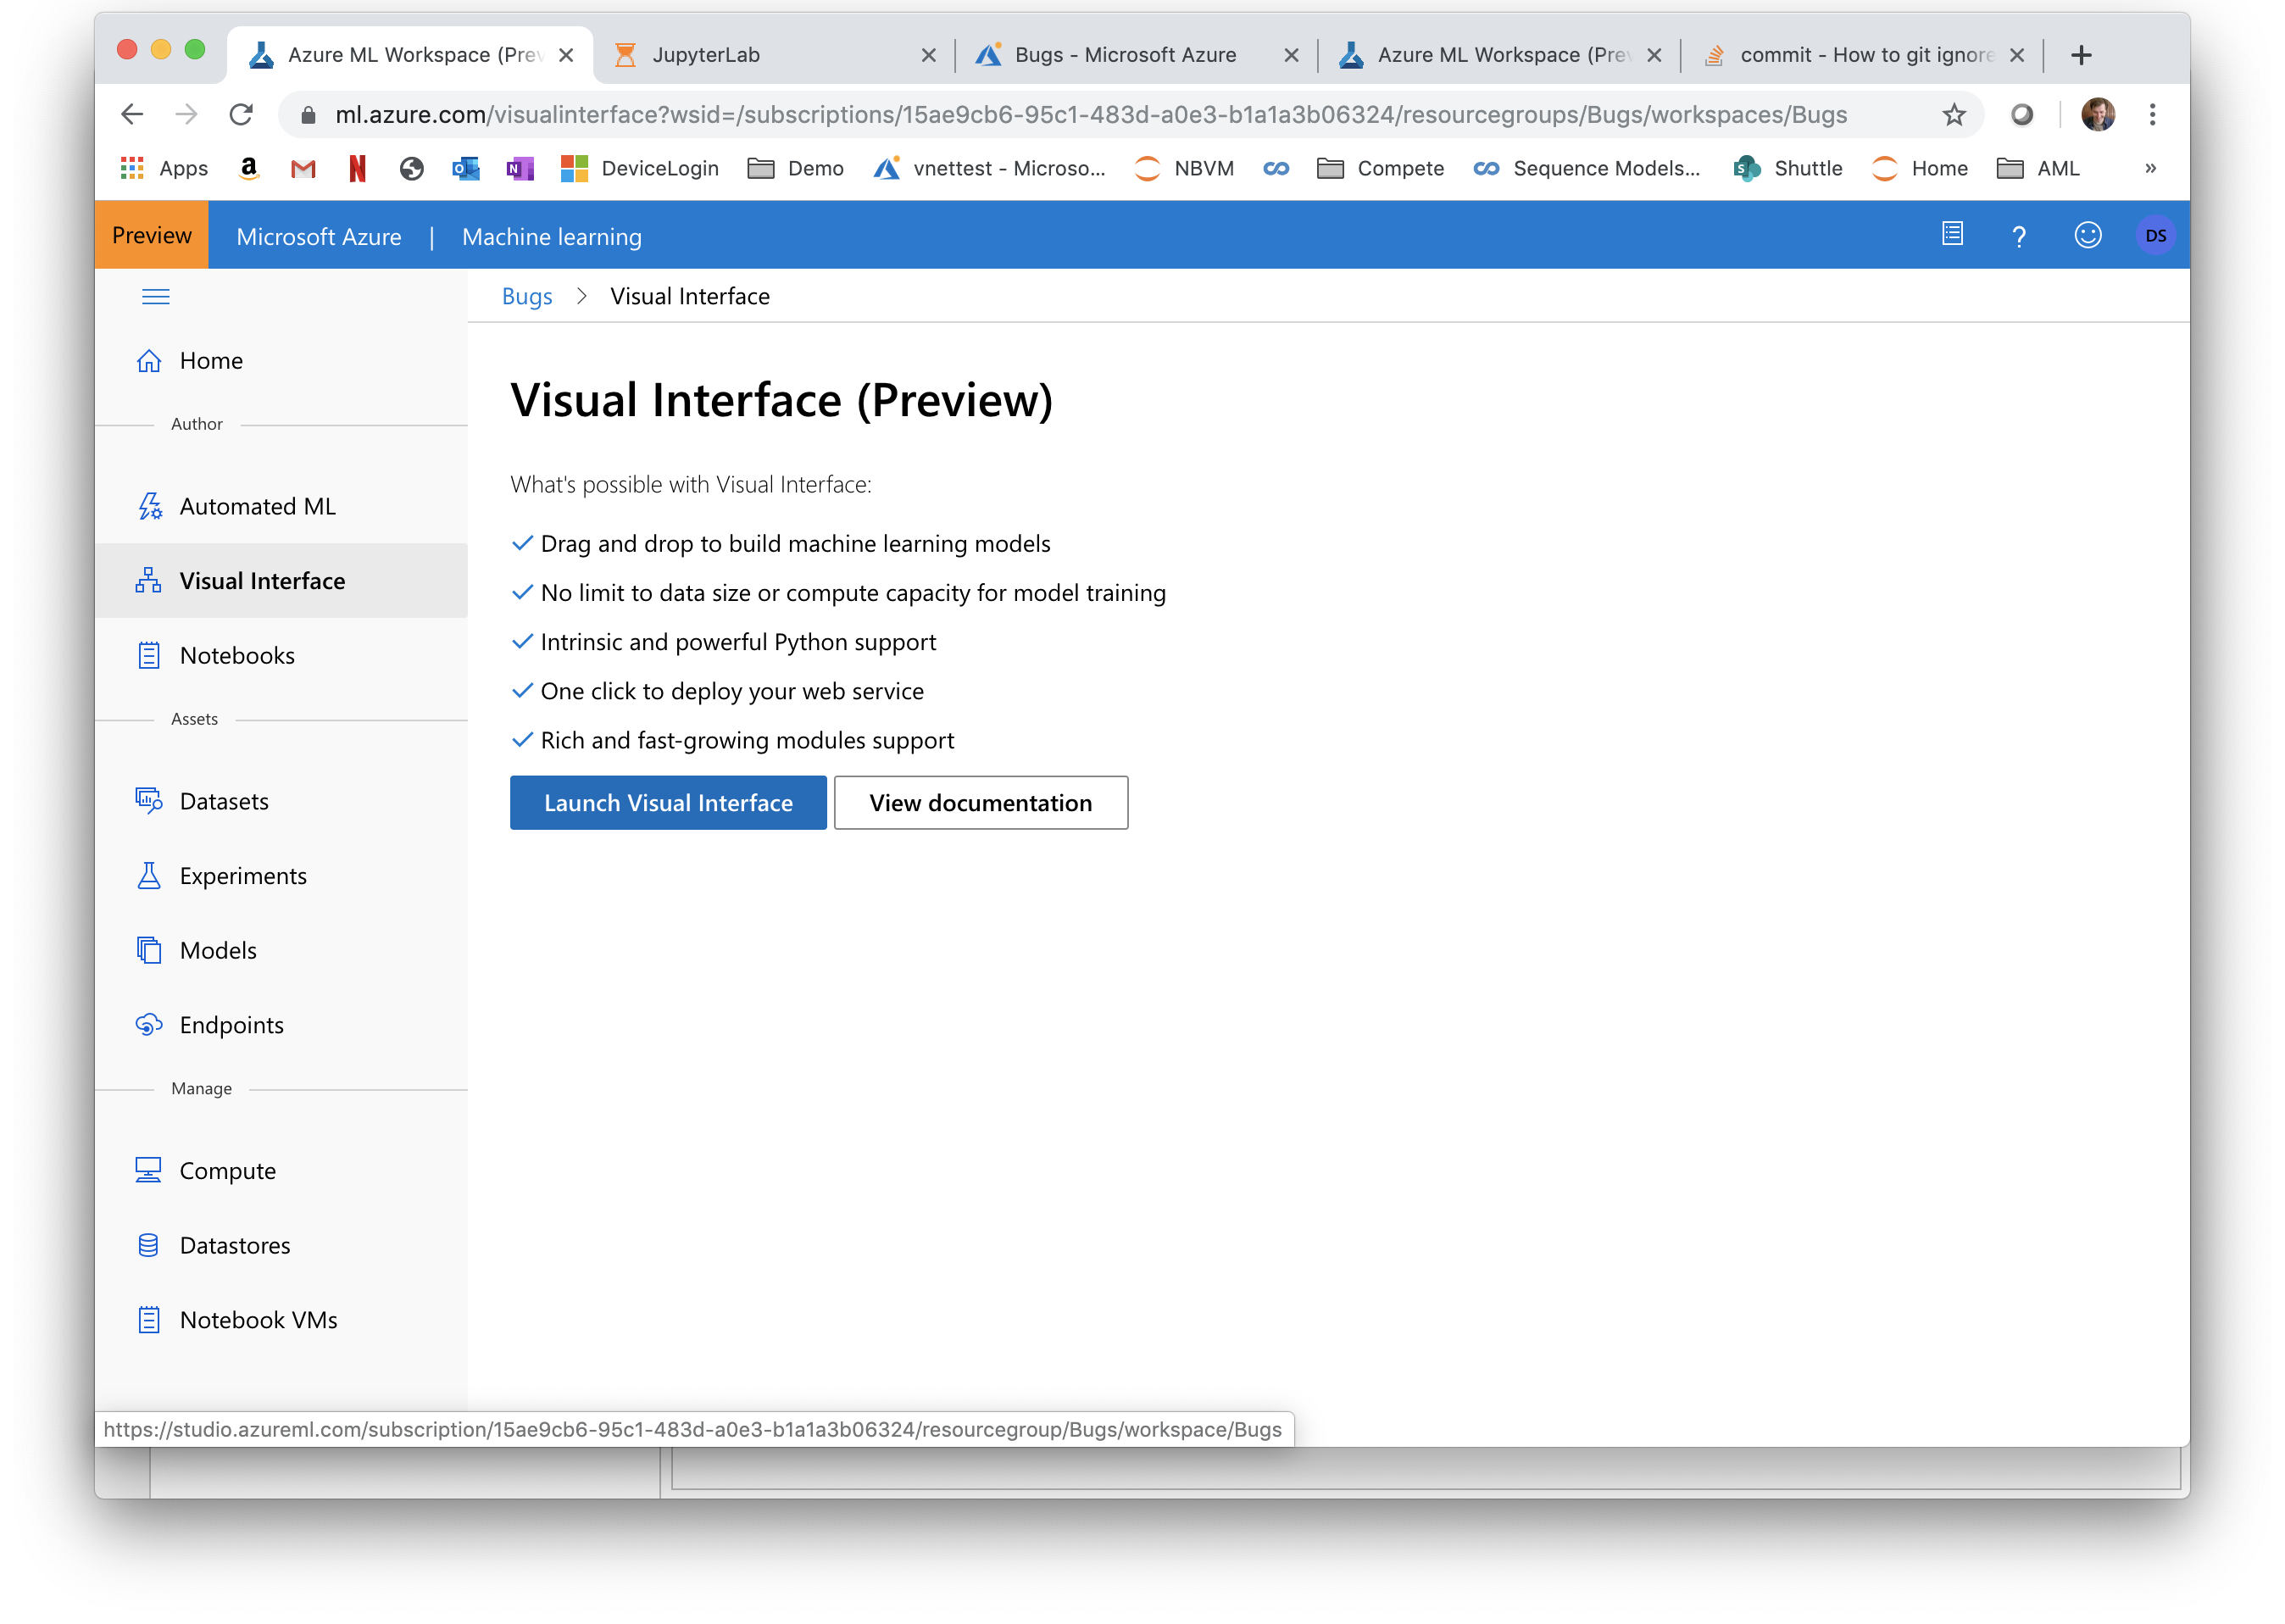 Azure ML Workspace (Prev
JupyterLab
Bugs - Microsoft Azure
Azure ML Workspace (Prev
commit - How to git ignore
ml.azure.com/visualinterface?wsid=/subscriptions/15ae9cb6-95c1-483d-a0e3-b1a1a3b06324/resourcegroups/Bugs/workspaces/Bugs
Apps
DeviceLogin
Demo
vnettest - Microso...
NBVM
Compete
Sequence Models...
Shuttle
Home
AML
»
Preview
Microsoft Azure | Machine learning
?
DS
Bugs > Visual Interface
Home
Author
Automated ML
Visual Interface
Notebooks
Assets
Datasets
Experiments
Models
Endpoints
Manage
Compute
Datastores
Notebook VMs
Visual Interface (Preview)
What's possible with Visual Interface:
Drag and drop to build machine learning models
No limit to data size or compute capacity for model training
Intrinsic and powerful Python support
One click to deploy your web service
Rich and fast-growing modules support
Launch Visual Interface
View documentation
https://studio.azureml.com/subscription/15ae9cb6-95c1-483d-a0e3-b1a1a3b06324/resourcegroup/Bugs/workspace/Bugs